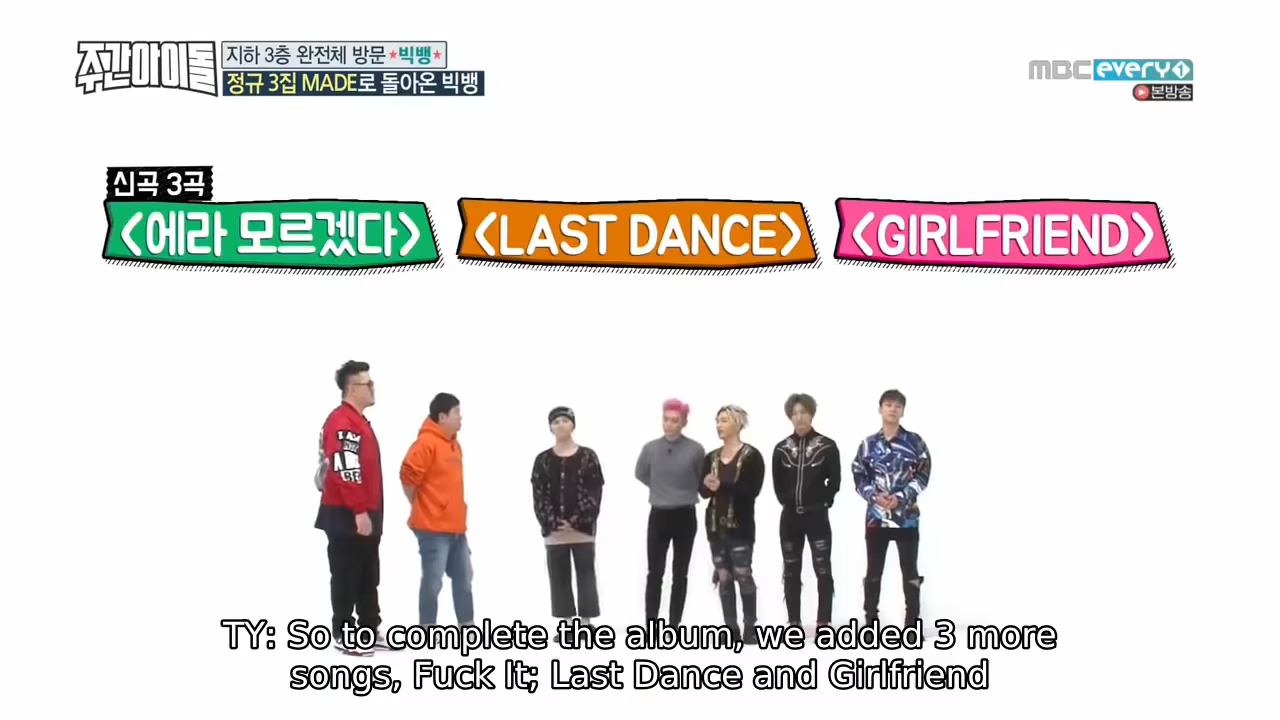 주간아이돌
지하 3층 완전체 방문 ★빅뱅★
정규 3집 MADE로 돌아온 빅뱅
MBC every1
본방송
신곡 3곡
<에라 모르겠다> <LAST DANCE> <GIRLFRIEND>
TY: So to complete the album, we added 3 more
songs, Fuck It; Last Dance and Girlfriend